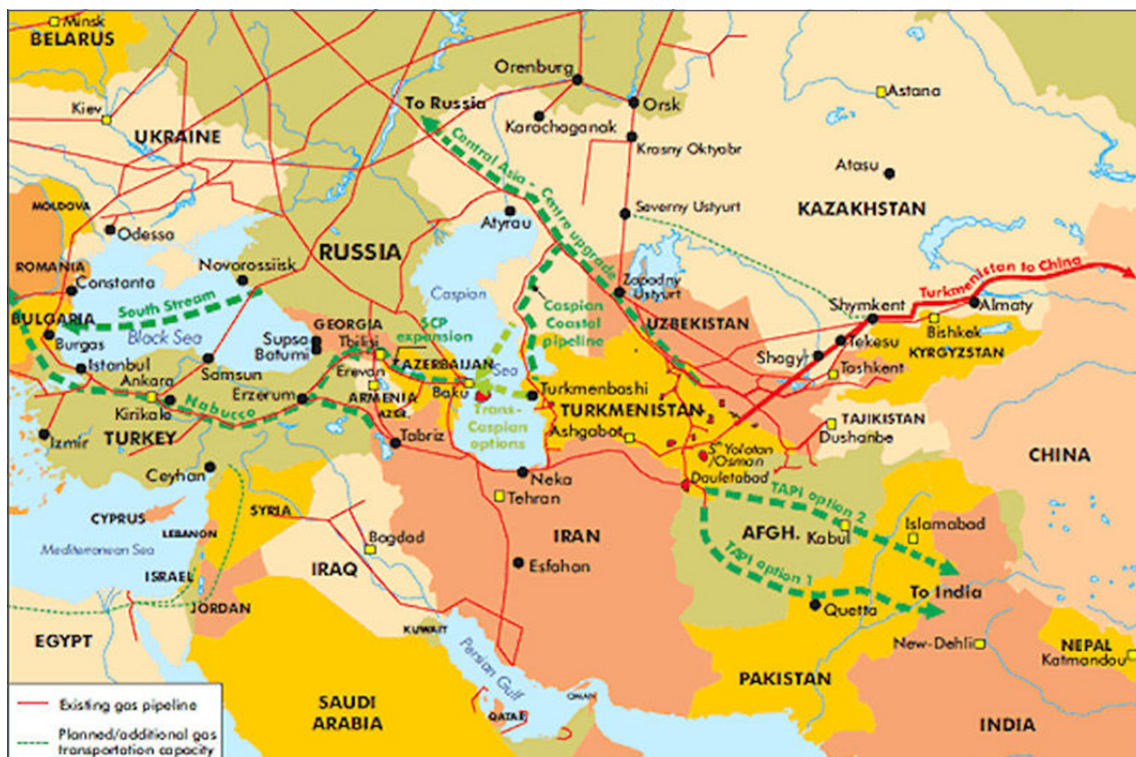 Minsk
BELARUS
Kiev
UKRAINE
MOLDOVA
Odessa
ROMANIA
Constanta
BULGARIA
Burgas
South Stream
Black Sea
Novorossiisk
RUSSIA
To Russia
Orenburg
Orsk
Karachaganak
Krasny Oktyabr
Astana
Atasu
KAZAKHSTAN
Central Asia - Centre upgrade
Severny Ustyurt
Atyrau
Zapadny
Ustyurt
Caspian
Sea
Caspian
Coastal
pipeline
UZBEKISTAN
Shymkent
Turkmenistan to China
Almaty
Bishkek
KYRGYZSTAN
Tekesu
Shagyr
Tashkent
TAJIKISTAN
Dushanbe
CHINA
Istanbul
Ankara
Kirikale
Samsun
Supsa
Batumi
GEORGIA
Tbilisi
SCP
expansion
AZERBAIJAN
Baku
Erevan
ARMENIA
AZER.
Erzerum
Nabucco
TURKEY
Izmir
Ceyhan
Tabriz
Trans-
Caspian
options
Turkmenbashi
TURKMENISTAN
Ashgabat
Sth Yolotan
/Osman
Dauletabad
Neka
Tehran
IRAN
Esfahan
TAPI option 2
TAPI option 1
AFGH.
Kabul
Islamabad
To India
Quetta
PAKISTAN
New-Dehli
NEPAL
Katmandou
INDIA
CYPRUS
LEBANON
SYRIA
Mediterranean Sea
ISRAEL
JORDAN
Bagdad
IRAQ
KUWAIT
EGYPT
SAUDI
ARABIA
Persian Gulf
QATAR
OMAN
Existing gas pipeline
Planned/additional gas
transportation capacity